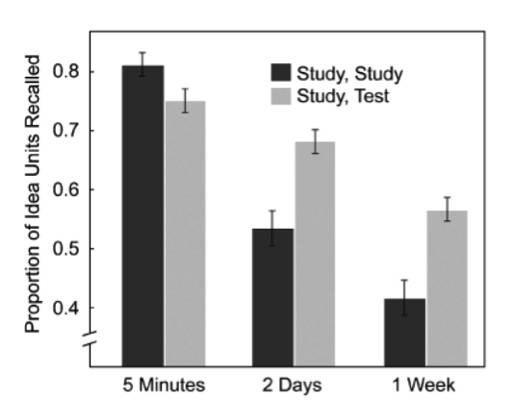 Proportion of Idea Units Recalled
0.8
0.7
0.6
0.5
0.4
Study, Study
Study, Test
5 Minutes
2 Days
1 Week